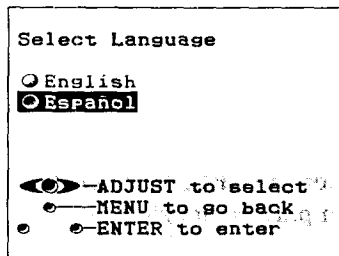 Select Language
English
Español
ADJUST to select
MENU to go back
ENTER to enter